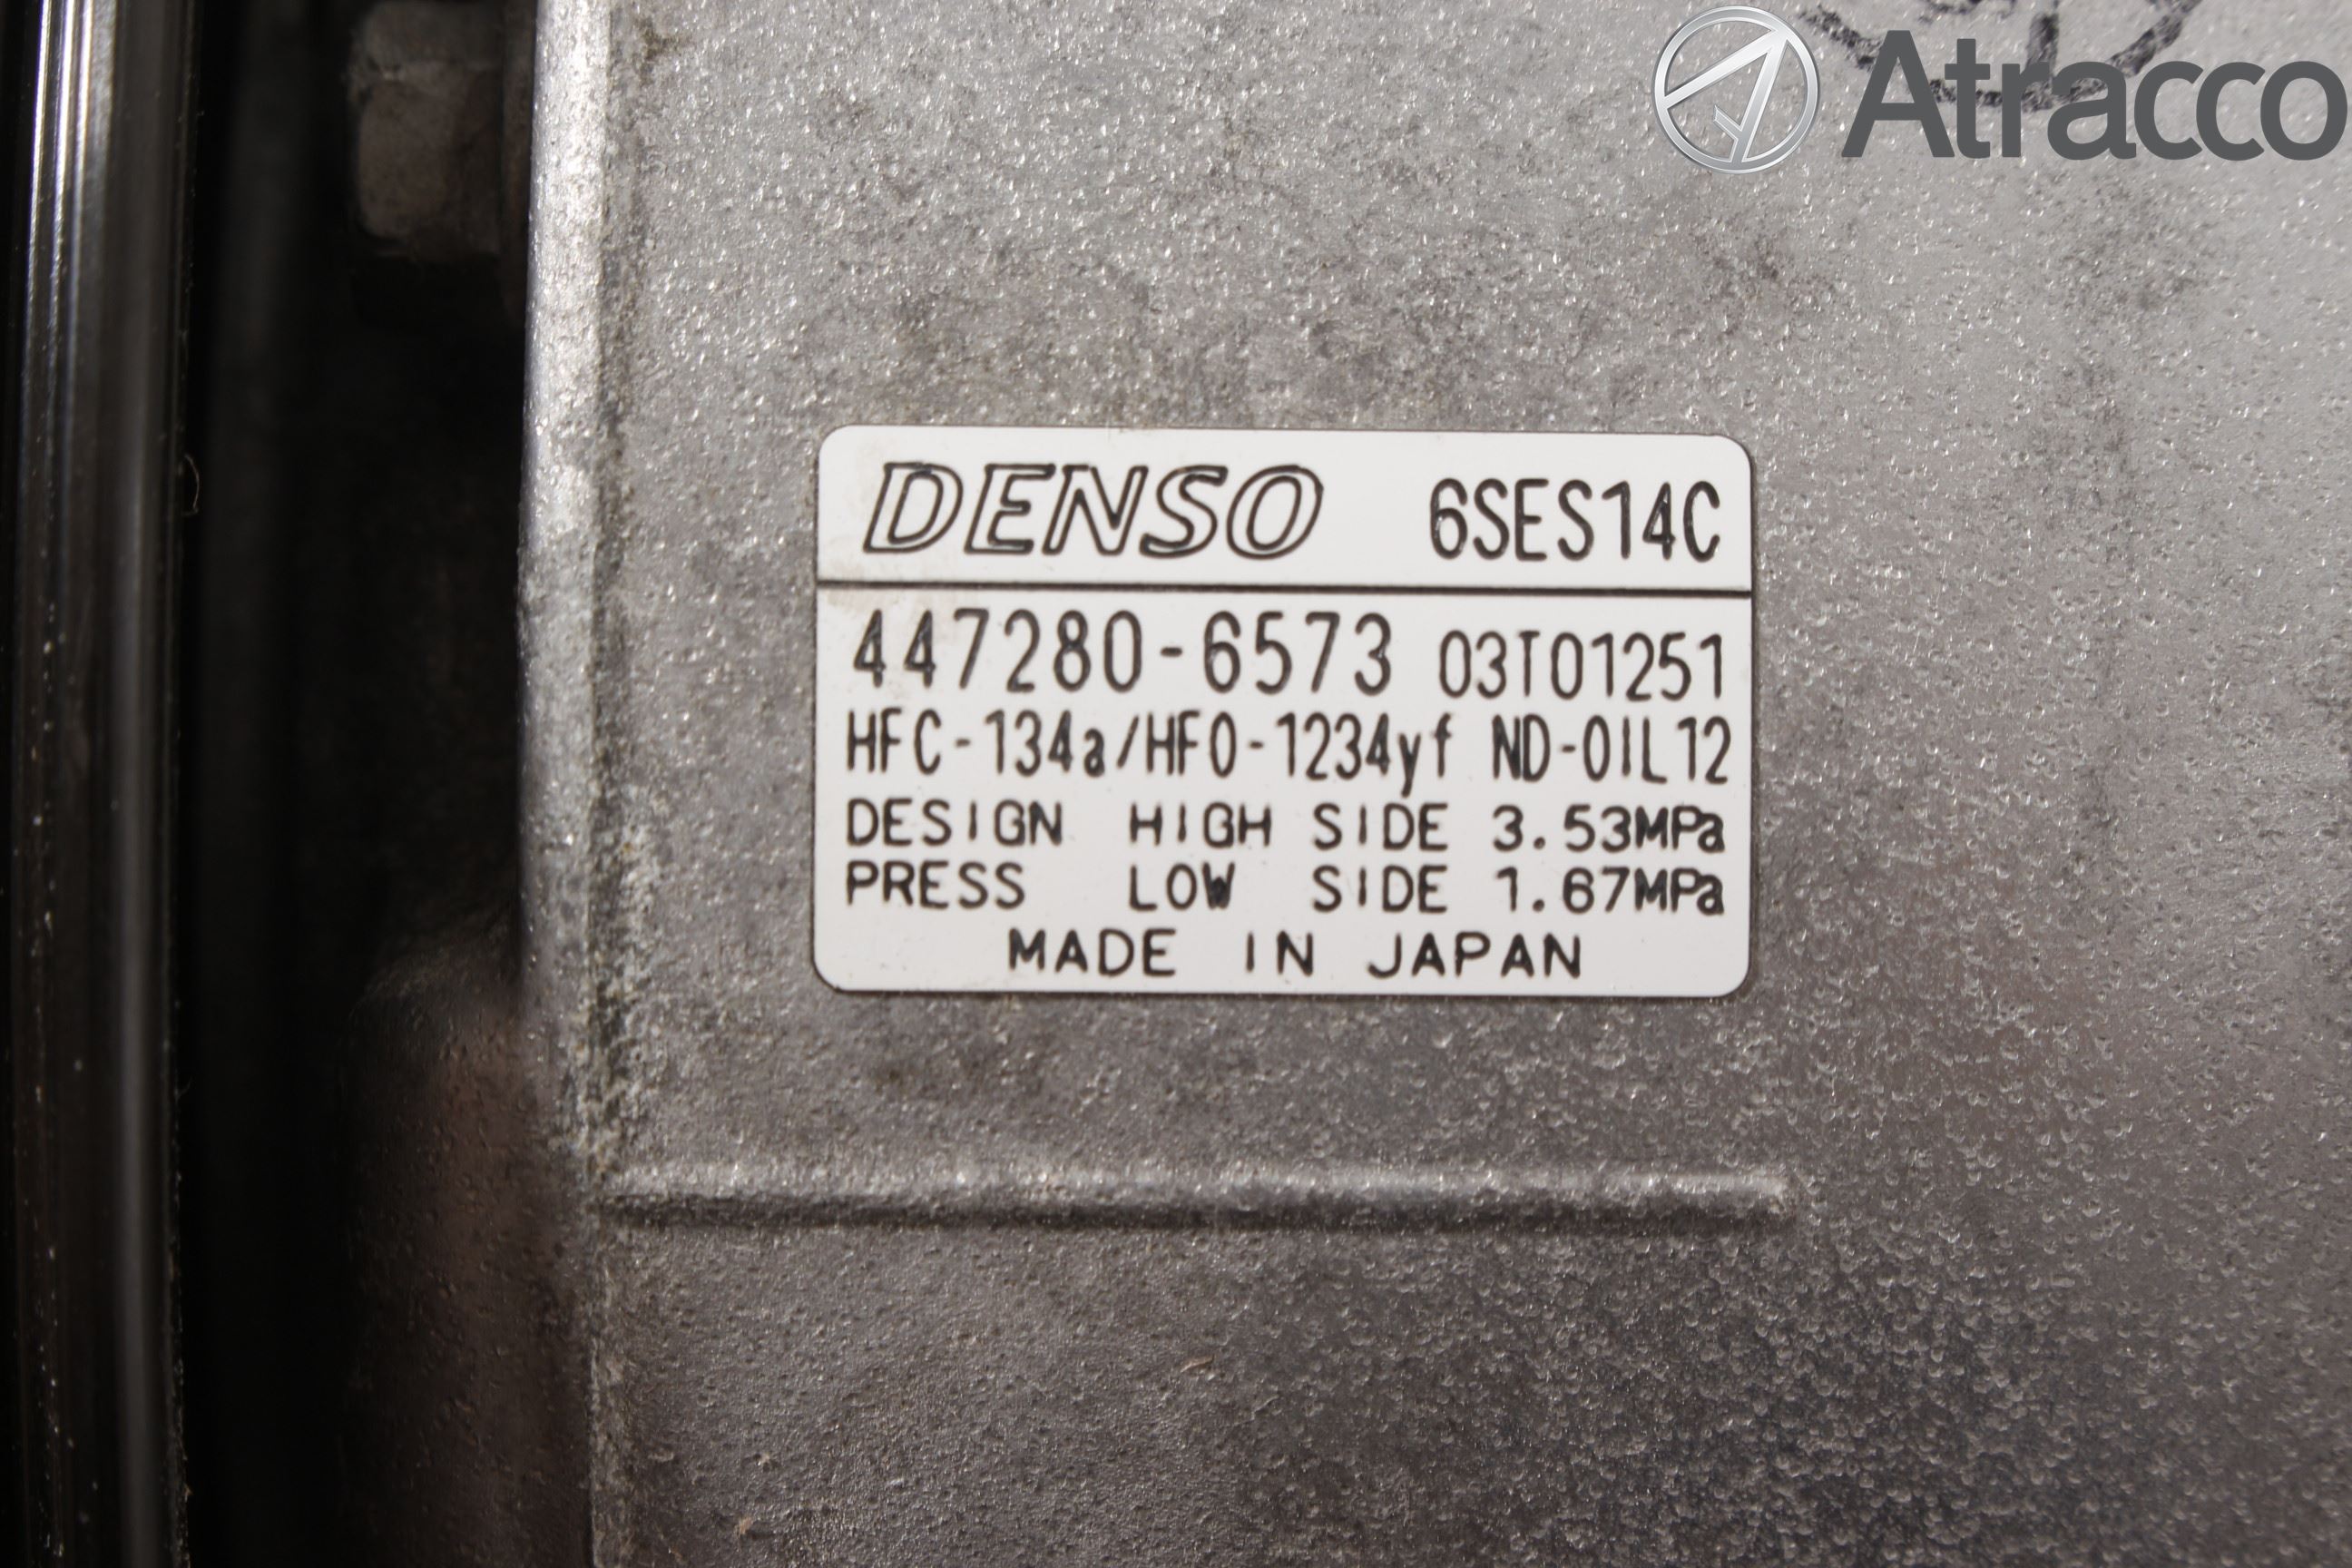 Atracco
DENSO 6SES14C
447280-6573 03T01251
HFC-134a/HFO-1234yf ND-OIL12
DESIGN HIGH SIDE 3.53MPa
PRESS LOW SIDE 1.67MPa
MADE IN JAPAN